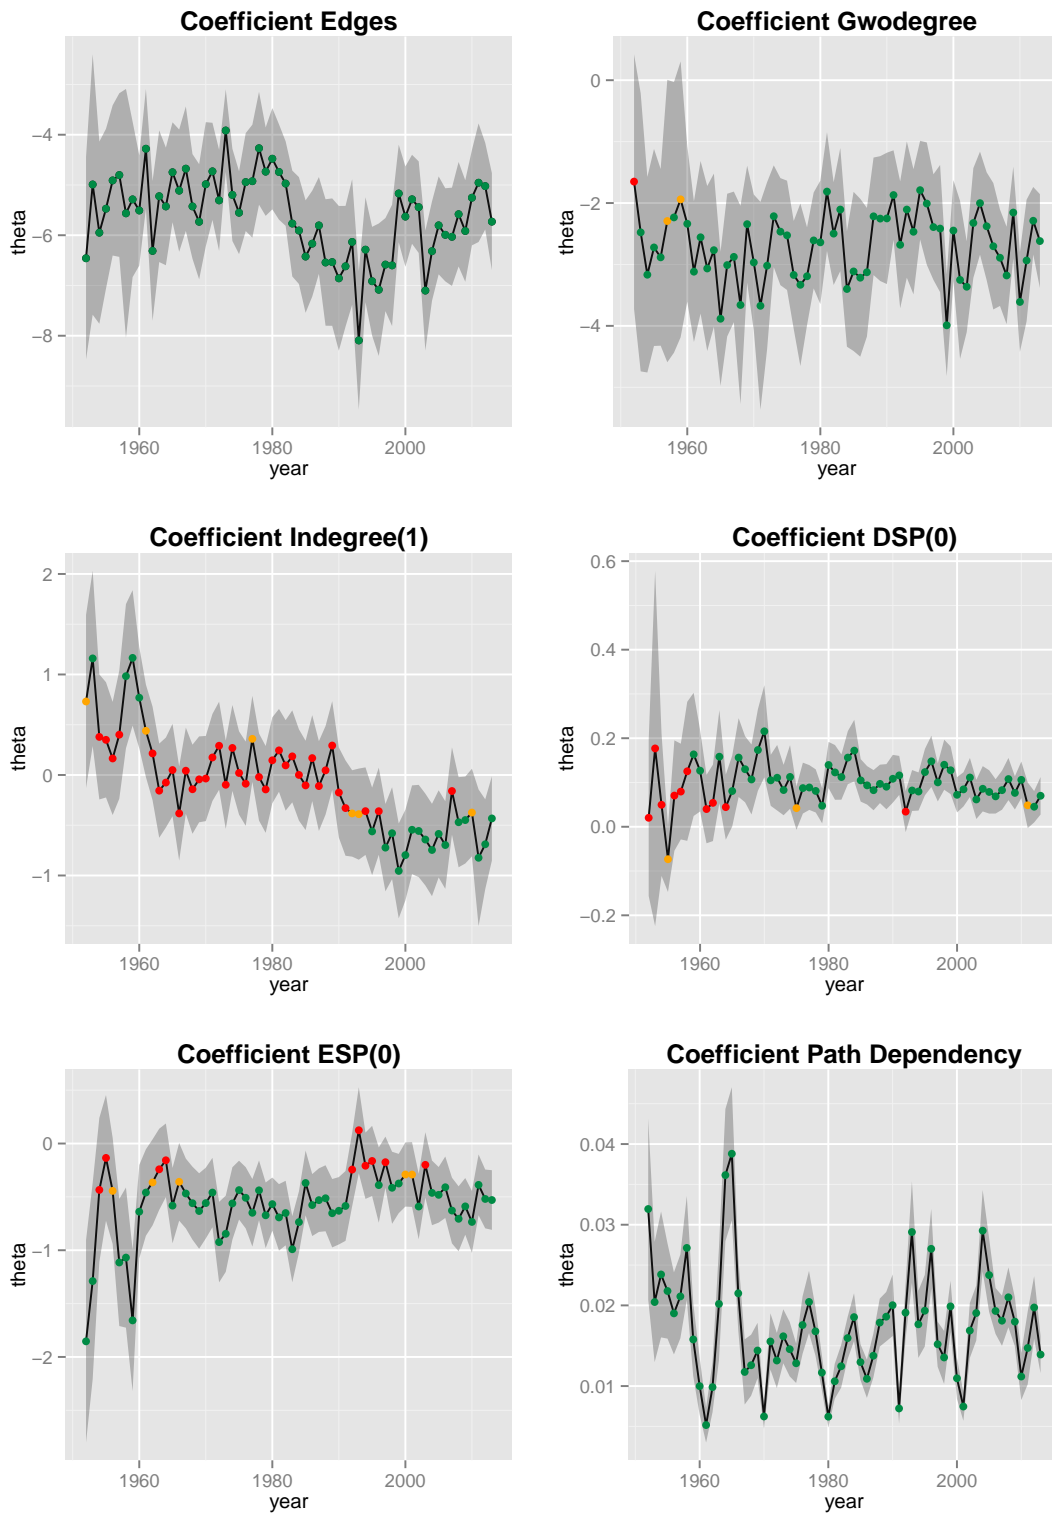 Coefficient Edges
theta
−4
−6
−8
1960 1980 2000
year
Coefficient Gwodegree
theta
0
−2
−4
1960 1980 2000
year
Coefficient Indegree(1)
theta
2
1
0
−1
1960 1980 2000
year
Coefficient DSP(0)
theta
0.6
0.4
0.2
0.0
−0.2
1960 1980 2000
year
Coefficient ESP(0)
theta
0
−1
−2
1960 1980 2000
year
Coefficient Path Dependency
theta
0.04
0.03
0.02
0.01
1960 1980 2000
year